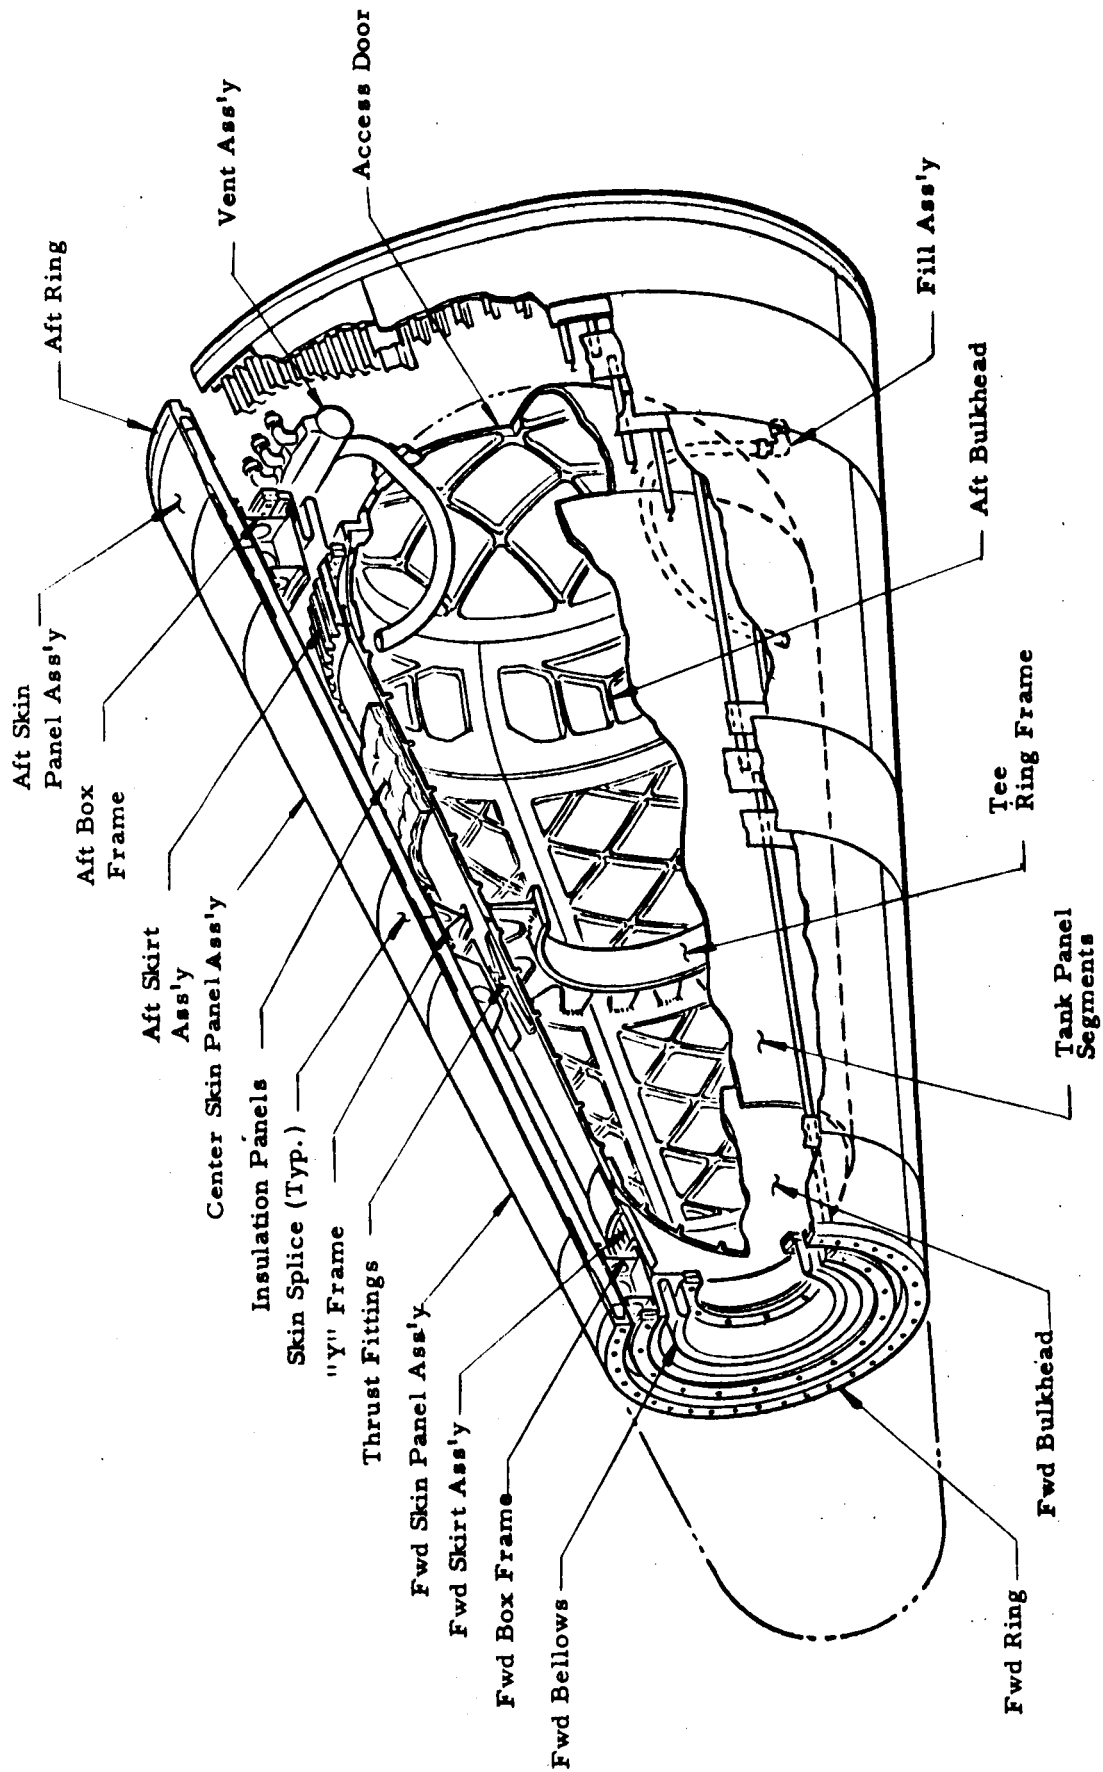 Aft Ring
Vent Ass'y
Access Door
Aft Skin
Panel Ass'y
Aft Box
Frame
Aft Skirt
Ass'y
Center Skin Panel Ass'y
Insulation Panels
Skin Splice (Typ.)
"Y" Frame
Thrust Fittings
Fwd Skin Panel Ass'y
Fwd Skirt Ass'y
Fwd Box Frame
Fwd Bellows
Fill Ass'y
Aft Bulkhead
Tee
Ring Frame
Tank Panel
Segments
Fwd Bulkhead
Fwd Ring